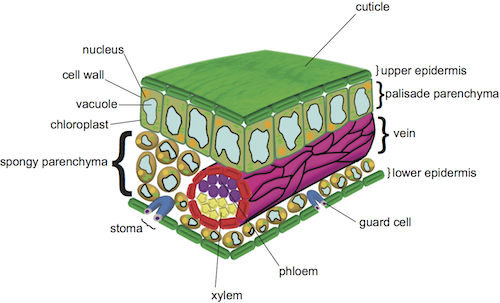 cuticle
nucleus
cell wall
vacuole
chloroplast
upper epidermis
palisade parenchyma
vein
spongy parenchyma
lower epidermis
stoma
guard cell
phloem
xylem